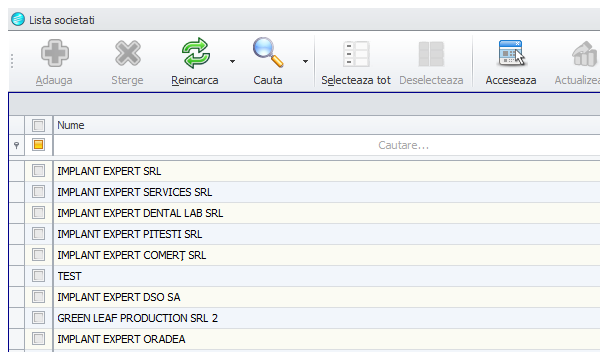 Lista societati
Adauga Sterge Reincarca Cauta Selecteaza tot Deselecteaza Acceseaza Actualizea
Nume
Cautare...
IMPLANT EXPERT SRL
IMPLANT EXPERT SERVICES SRL
IMPLANT EXPERT DENTAL LAB SRL
IMPLANT EXPERT PITESTI SRL
IMPLANT EXPERT COMERȚ SRL
TEST
IMPLANT EXPERT DSO SA
GREEN LEAF PRODUCTION SRL 2
IMPLANT EXPERT ORADEA